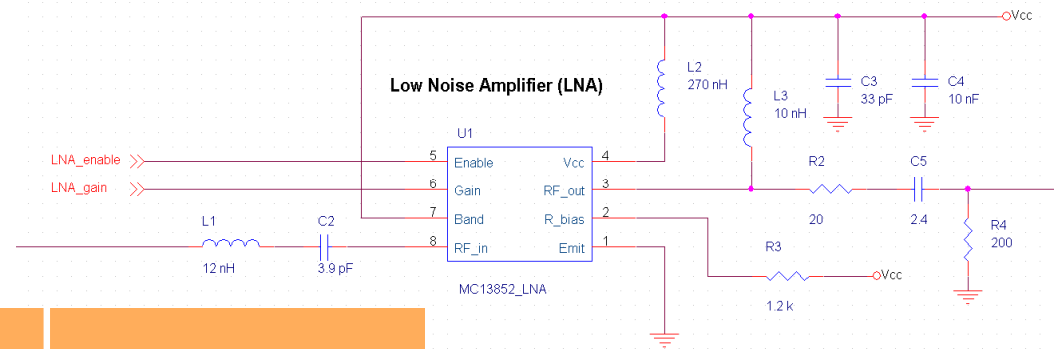 Vcc
L2
270 nH
C3
33 pF
C4
10 nF
Low Noise Amplifier (LNA)
L3
10 nH
U1
LNA_enable
5
Enable
Vcc
4
R2
C5
LNA_gain
6
Gain
RF_out
3
L1
C2
7
Band
R_bias
2
20
2.4
R4
200
8
RF_in
Emit
1
R3
12 nH
3.9 pF
Vcc
MC13852_LNA
1.2 k